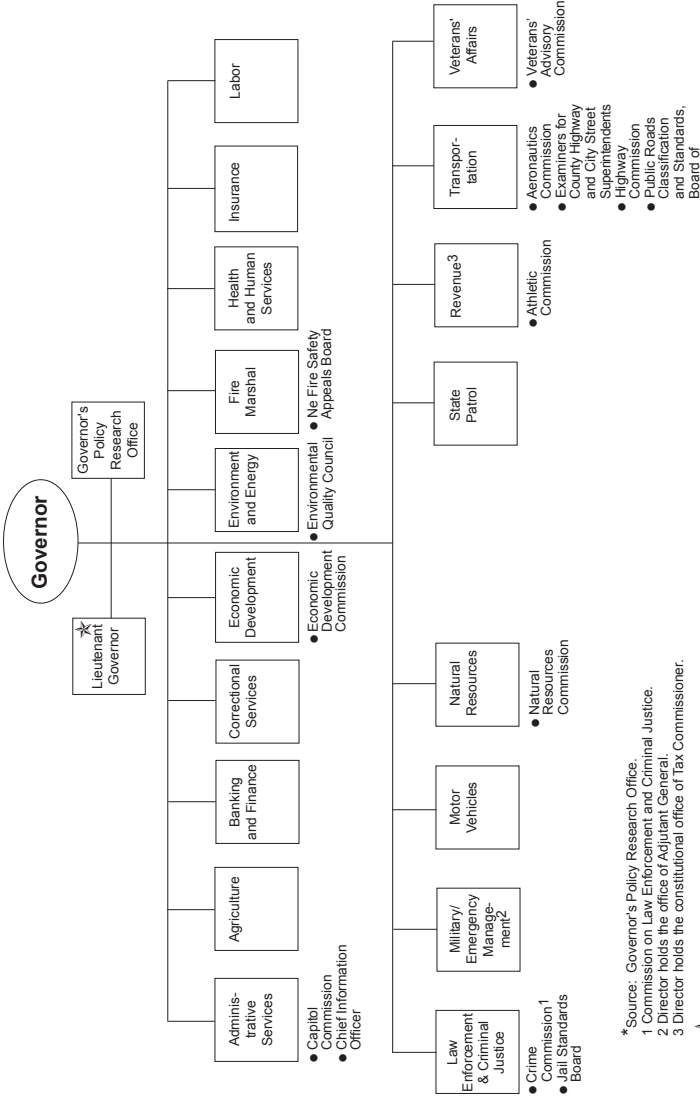 Governor
Lieutenant
Governor
Governor's
Policy
Research
Office
Adminis-
trative
Services
● Capitol
Commission
● Chief Information
Officer
Agriculture
Banking
and Finance
Correctional
Services
Economic
Development
● Economic
Development
Commission
Environment
and Energy
● Environmental
Quality Council
Fire
Marshal
● Ne Fire Safety
Appeals Board
Health
and Human
Services
Insurance
Labor
Law
Enforcement
& Criminal
Justice
● Crime
Commission1
● Jail Standards
Board
Military/
Emergency
Manage-
ment2
Motor
Vehicles
Natural
Resources
● Natural
Resources
Commission
State
Patrol
Revenue3
● Athletic
Commission
Transpor-
tation
● Aeronautics
Commission
● Examiners for
County Highway
and City Street
Superintendents
● Highway
Commission
● Public Roads
Classification
and Standards,
Board of
Veterans'
Affairs
● Veterans'
Advisory
Commission
*Source: Governor's Policy Research Office.
1 Commission on Law Enforcement and Criminal Justice.
2 Director holds the office of Adjutant General.
3 Director holds the constitutional office of Tax Commissioner.